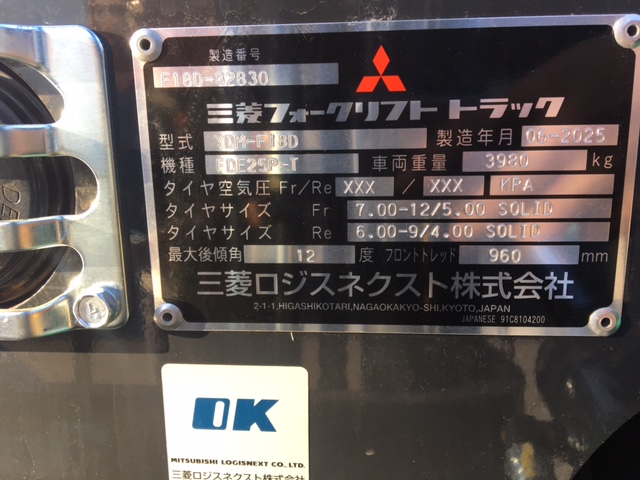 製造番号
F18D-82830
三菱フォークリフトトラック
型式 YDM-F18D 製造年月 06-2025
機種 FDE25P-T 車両重量 3980 kg
タイヤ空気圧 Fr/Re XXX / XXX KPA
タイヤサイズ Fr 7.00-12/5.00 SOLID
タイヤサイズ Re 6.00-9/4.00 SOLID
最大後傾角 12 度 フロントトレッド 960 mm
三菱ロジスネクスト株式会社
2-1-1,HIGASHIKOTARI,NAGAOKAKYO-SHI,KYOTO,JAPAN
JAPANESE 91C8104200
OK
MITSUBISHI LOGISNEXT CO.,LTD.
三菱ロジスネクスト株式会社